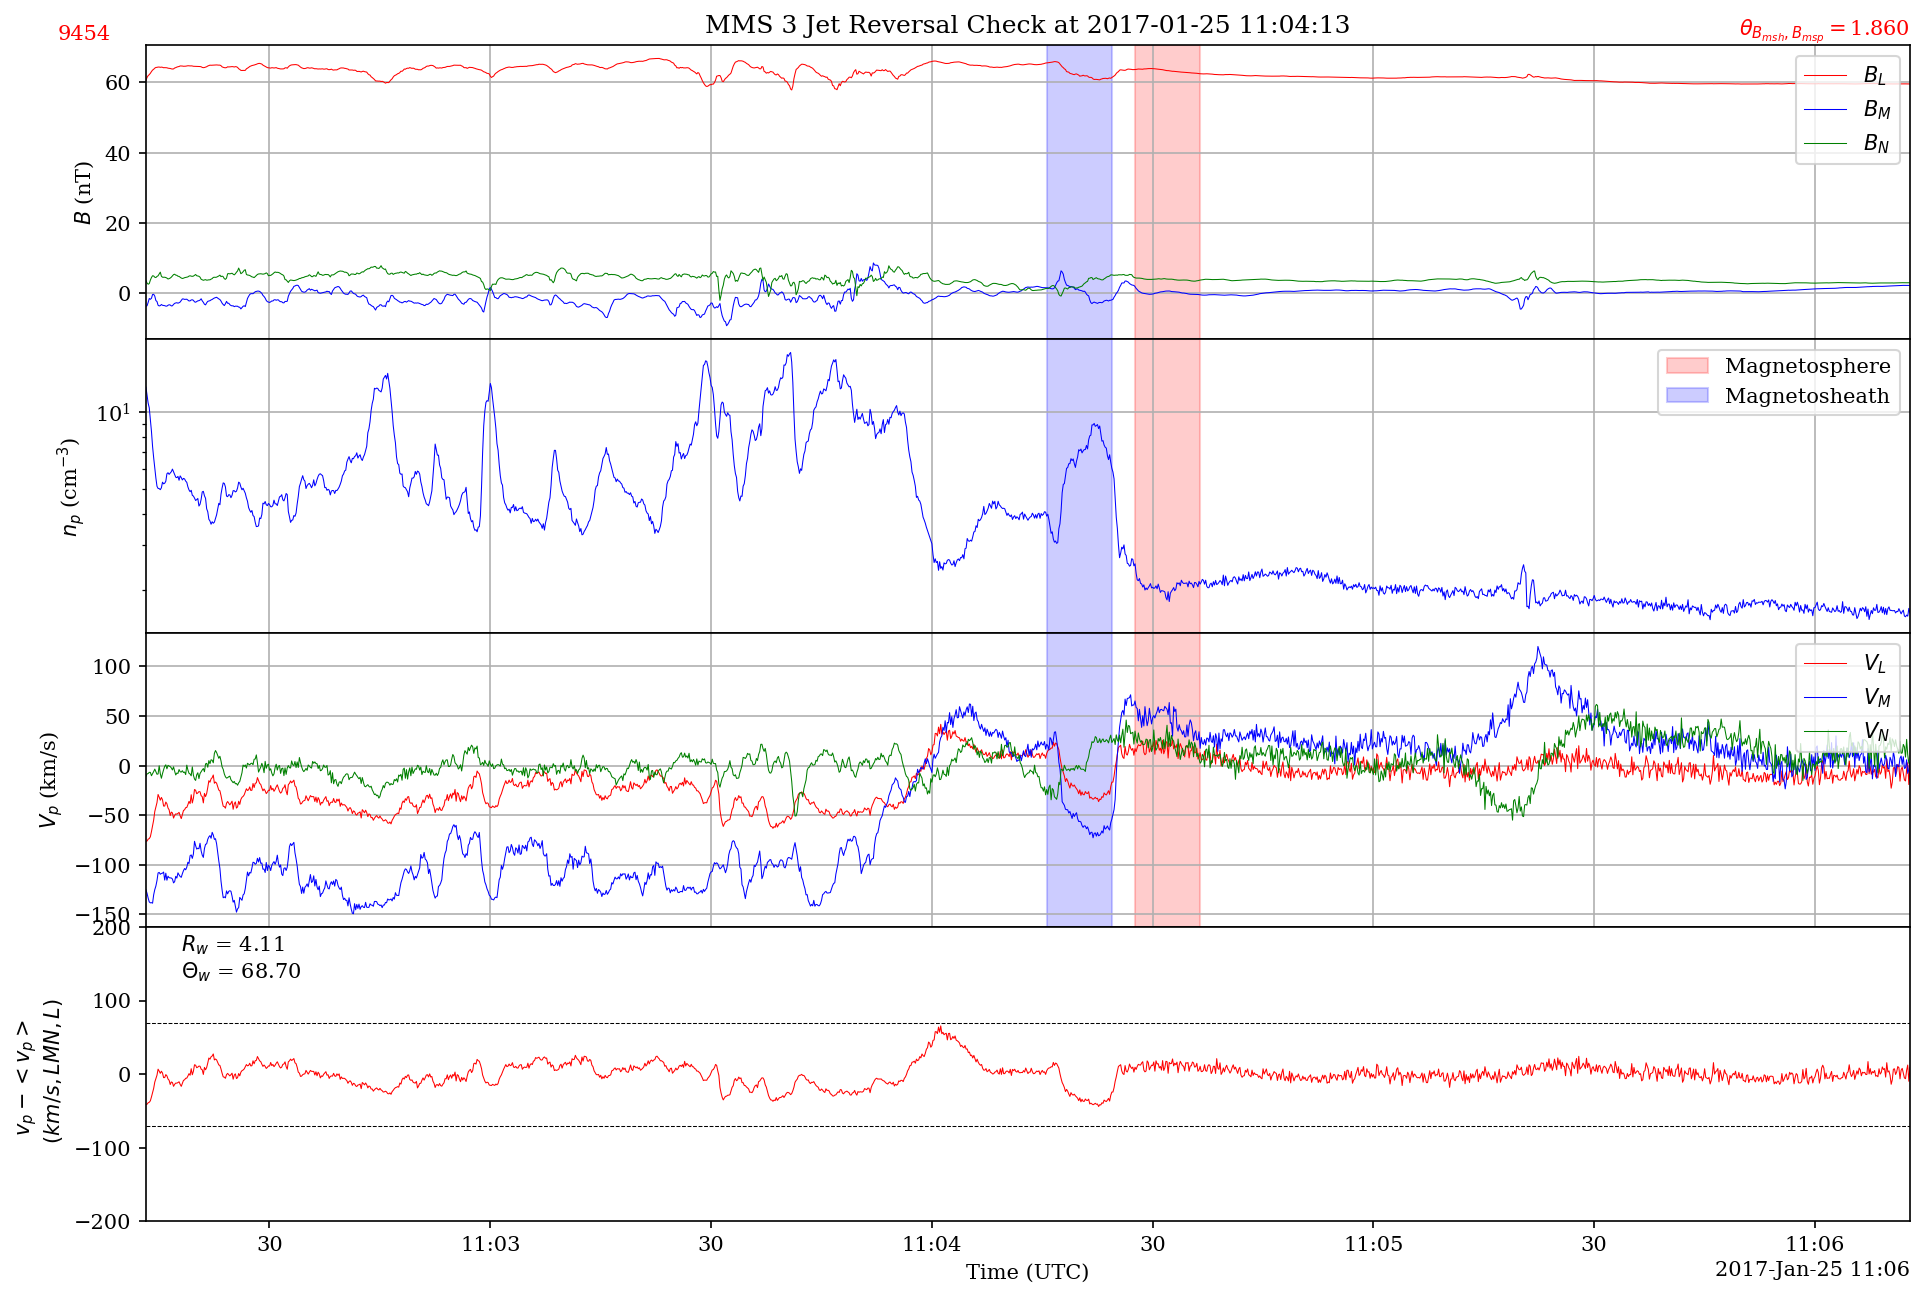 MMS 3 Jet Reversal Check at 2017-01-25 11:04:13
9454
θ_{B_{msh}, B_{msp}} = 1.860
60
40
20
0
B (nT)
B_L
B_M
B_N
10^1
n_p (cm^{−3})
Magnetosphere
Magnetosheath
100
50
0
−50
−100
−150
V_p (km/s)
V_L
V_M
V_N
200
100
0
−100
−200
v_p − < v_p >
(km/s, LMN, L)
R_w = 4.11
Θ_w = 68.70
30
11:03
30
11:04
30
11:05
30
11:06
Time (UTC)
2017-Jan-25 11:06